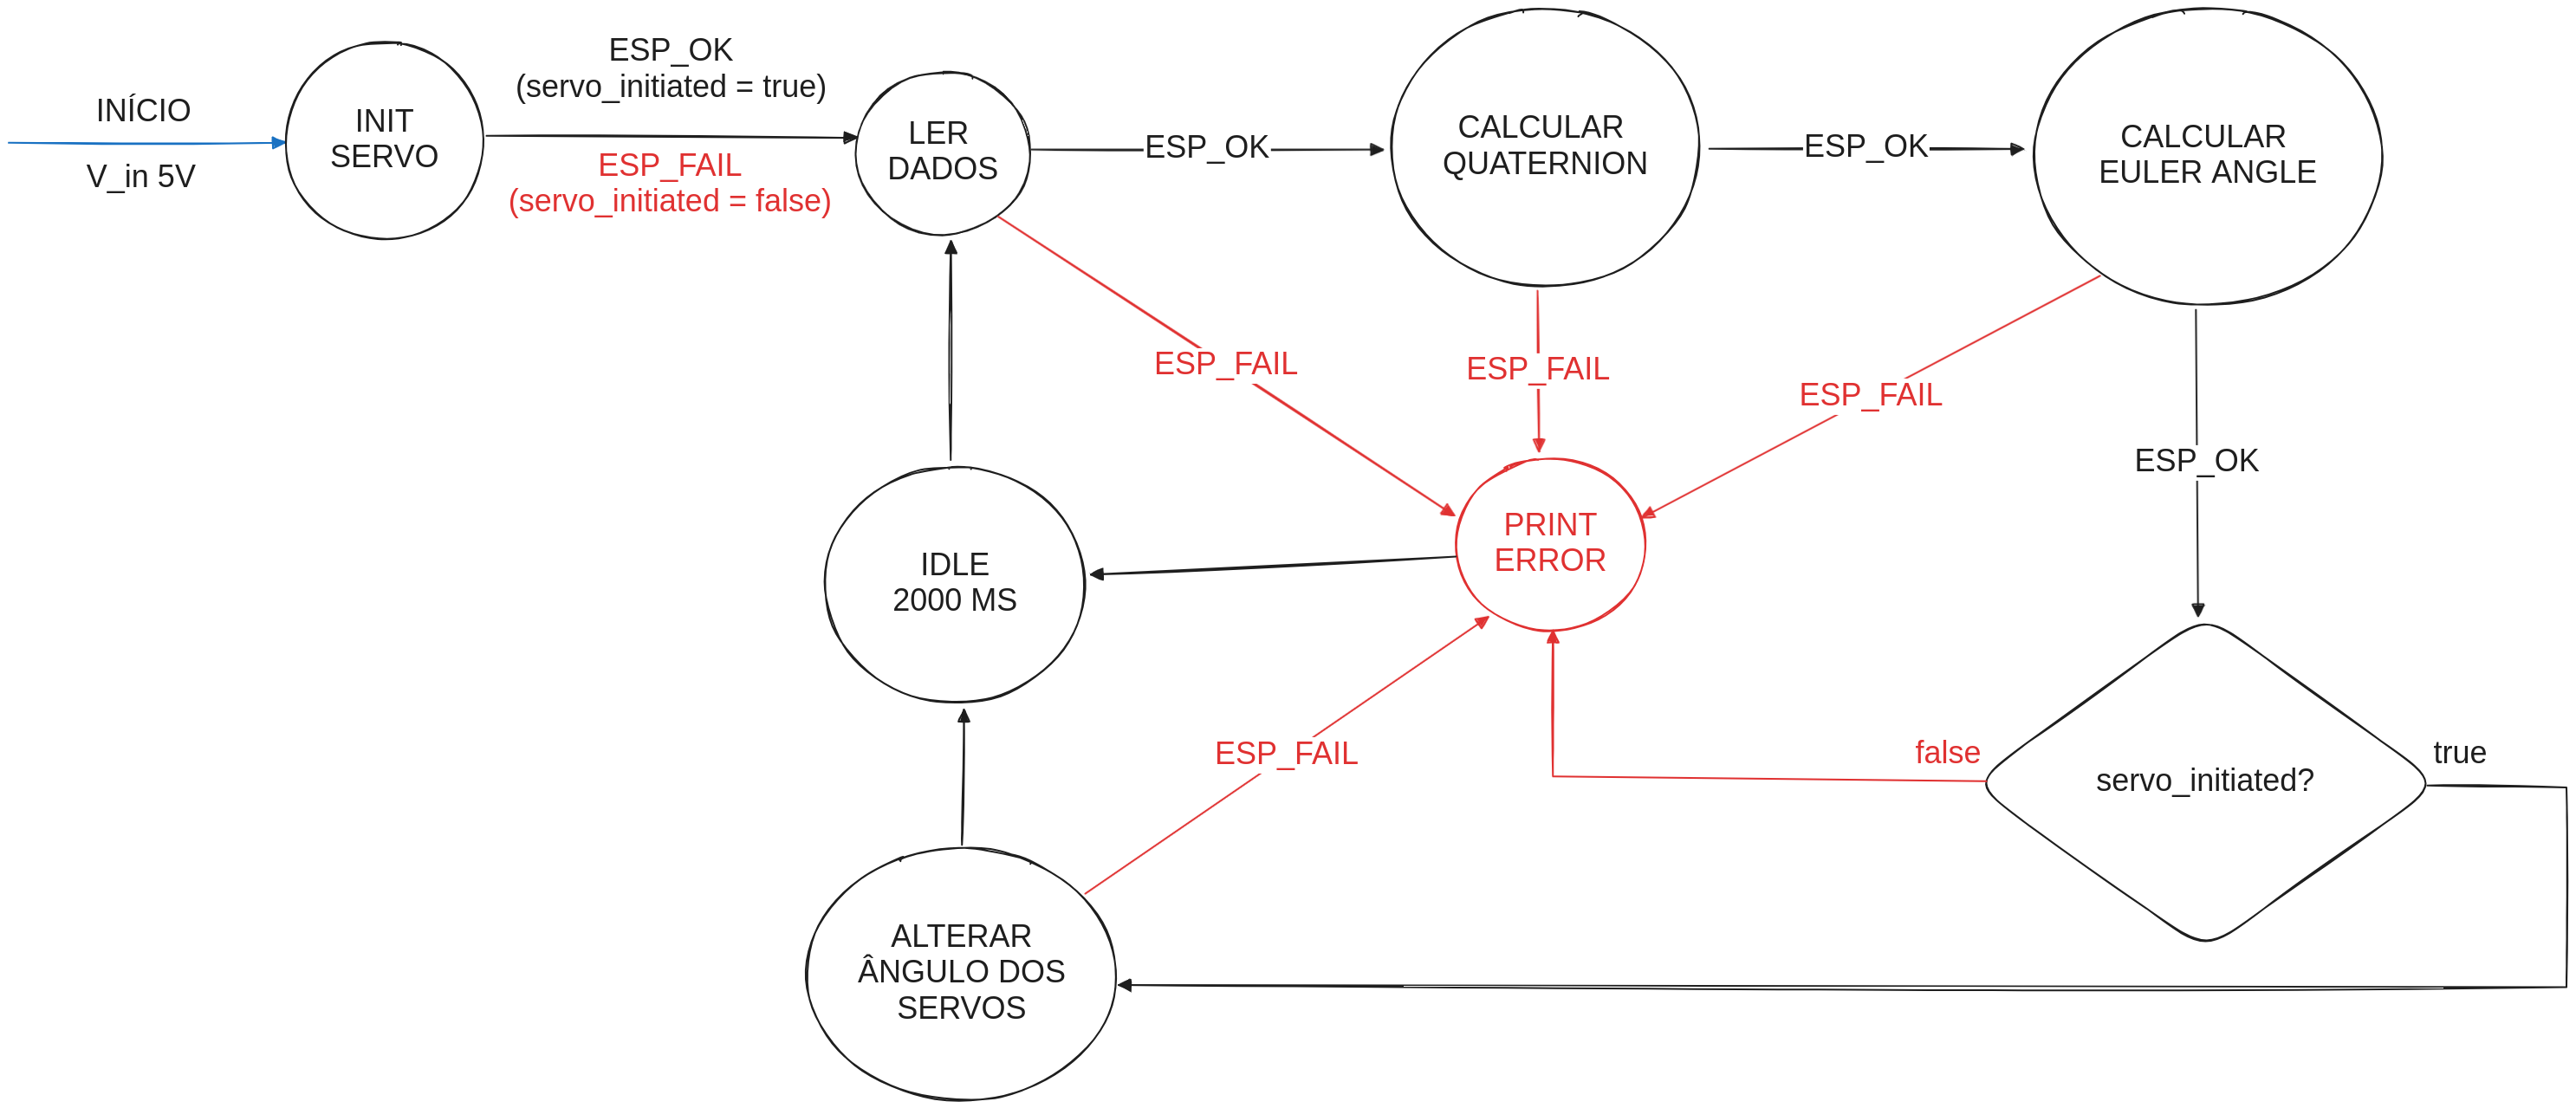 INÍCIO
V_in 5V
INIT
SERVO
ESP_OK
(servo_initiated = true)
ESP_FAIL
(servo_initiated = false)
LER
DADOS
ESP_OK
CALCULAR
QUATERNION
ESP_OK
CALCULAR
EULER ANGLE
ESP_FAIL
ESP_FAIL
ESP_FAIL
ESP_OK
IDLE
2000 MS
PRINT
ERROR
ESP_FAIL
false
servo_initiated?
true
ALTERAR
ÂNGULO DOS
SERVOS